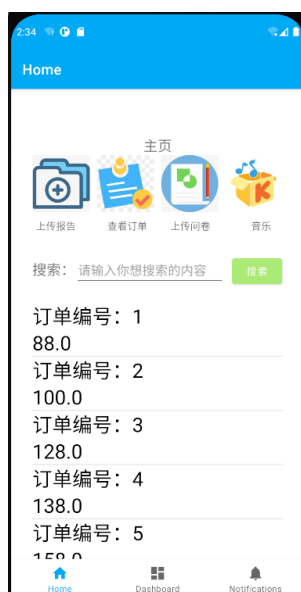 2:34
Home
主页
上传报告 查看订单 上传问卷 音乐
搜索： 请输入你想搜索的内容 搜索
订单编号：1
88.0
订单编号：2
100.0
订单编号：3
128.0
订单编号：4
138.0
订单编号：5
158.0
Home Dashboard Notifications